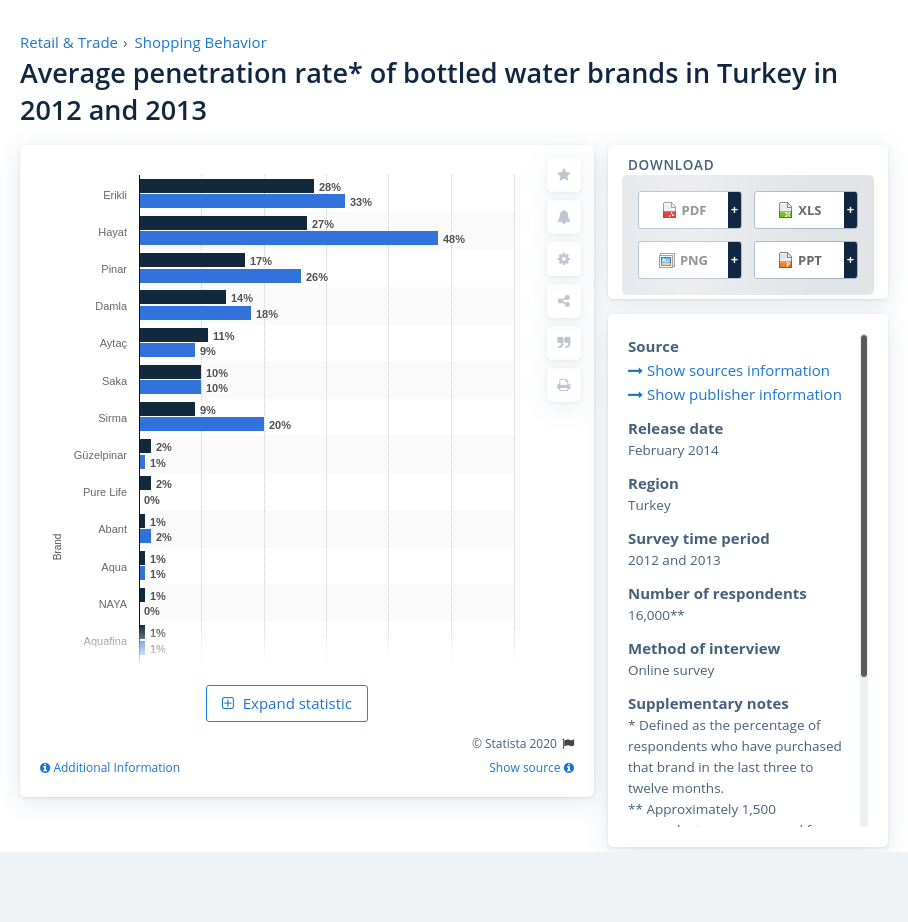 Retail & Trade › Shopping Behavior
Average penetration rate* of bottled water brands in Turkey in
2012 and 2013
Brand
Erikli 28% 33%
Hayat 27% 48%
Pinar 17% 26%
Damla 14% 18%
Aytaç 11% 9%
Saka 10% 10%
Sirma 9% 20%
Güzelpinar 2% 1%
Pure Life 2% 0%
Abant 1% 2%
Aqua 1% 1%
NAYA 1% 0%
Aquafina 1% 1%
Expand statistic
© Statista 2020
Additional Information
Show source
DOWNLOAD
PDF + XLS +
PNG + PPT +
Source
Show sources information
Show publisher information
Release date
February 2014
Region
Turkey
Survey time period
2012 and 2013
Number of respondents
16,000**
Method of interview
Online survey
Supplementary notes
* Defined as the percentage of
respondents who have purchased
that brand in the last three to
twelve months.
** Approximately 1,500